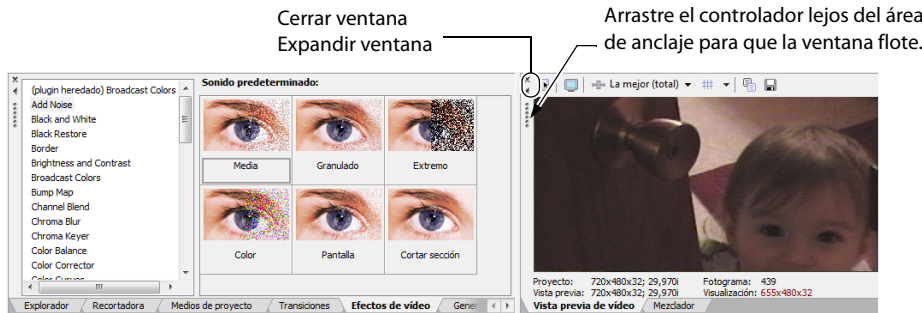 Cerrar ventana
Expandir ventana
Arrastre el controlador lejos del área
de anclaje para que la ventana flote.
(plugin heredado) Broadcast Colors
Add Noise
Black and White
Black Restore
Border
Brightness and Contrast
Broadcast Colors
Bump Map
Channel Blend
Chroma Blur
Chroma Keyer
Color Balance
Color Corrector
Color Curves
Sonido predeterminado:
Media
Granulado
Extremo
Color
Pantalla
Cortar sección
Explorador
Recortadora
Medios de proyecto
Transiciones
Efectos de vídeo
Gener
La mejor (total)
Proyecto: 720x480x32; 29,970i Fotograma: 439
Vista previa: 720x480x32; 29,970i Visualización: 655x480x32
Vista previa de vídeo
Mezclador